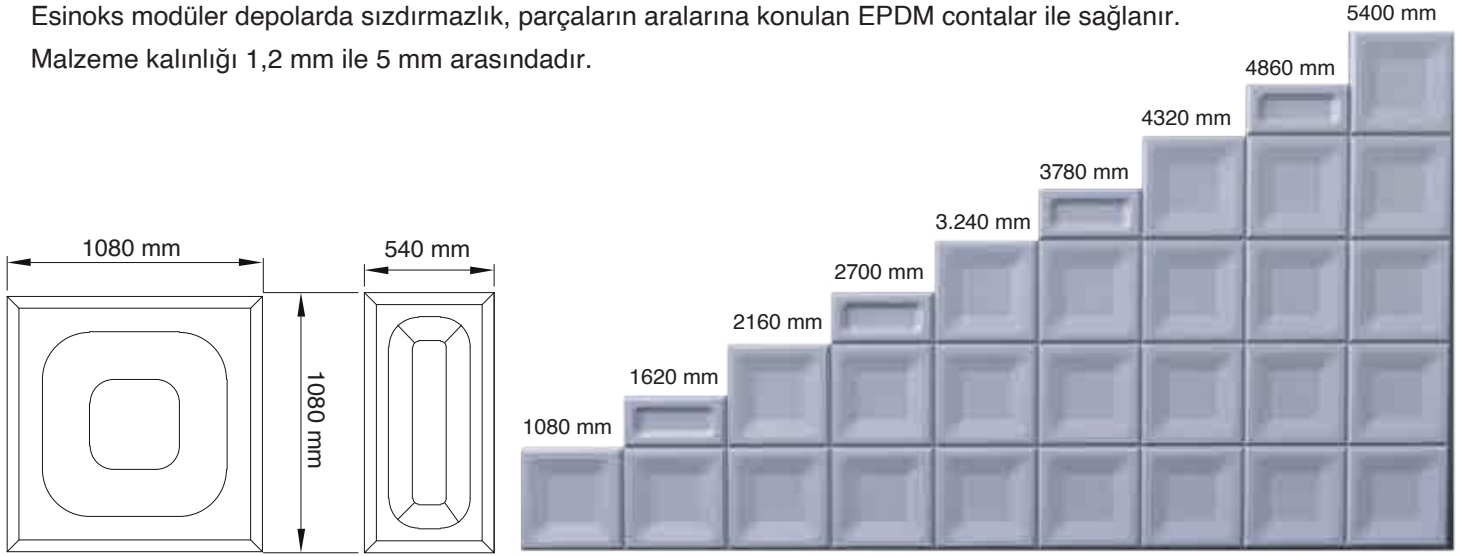 Esinoks modüler depolarda sızdırmazlık, parçaların aralarına konulan EPDM contalar ile sağlanır.
Malzeme kalınlığı 1,2 mm ile 5 mm arasındadır.
1080 mm
540 mm
1080 mm
1080 mm
1620 mm
2160 mm
2700 mm
3.240 mm
3780 mm
4320 mm
4860 mm
5400 mm